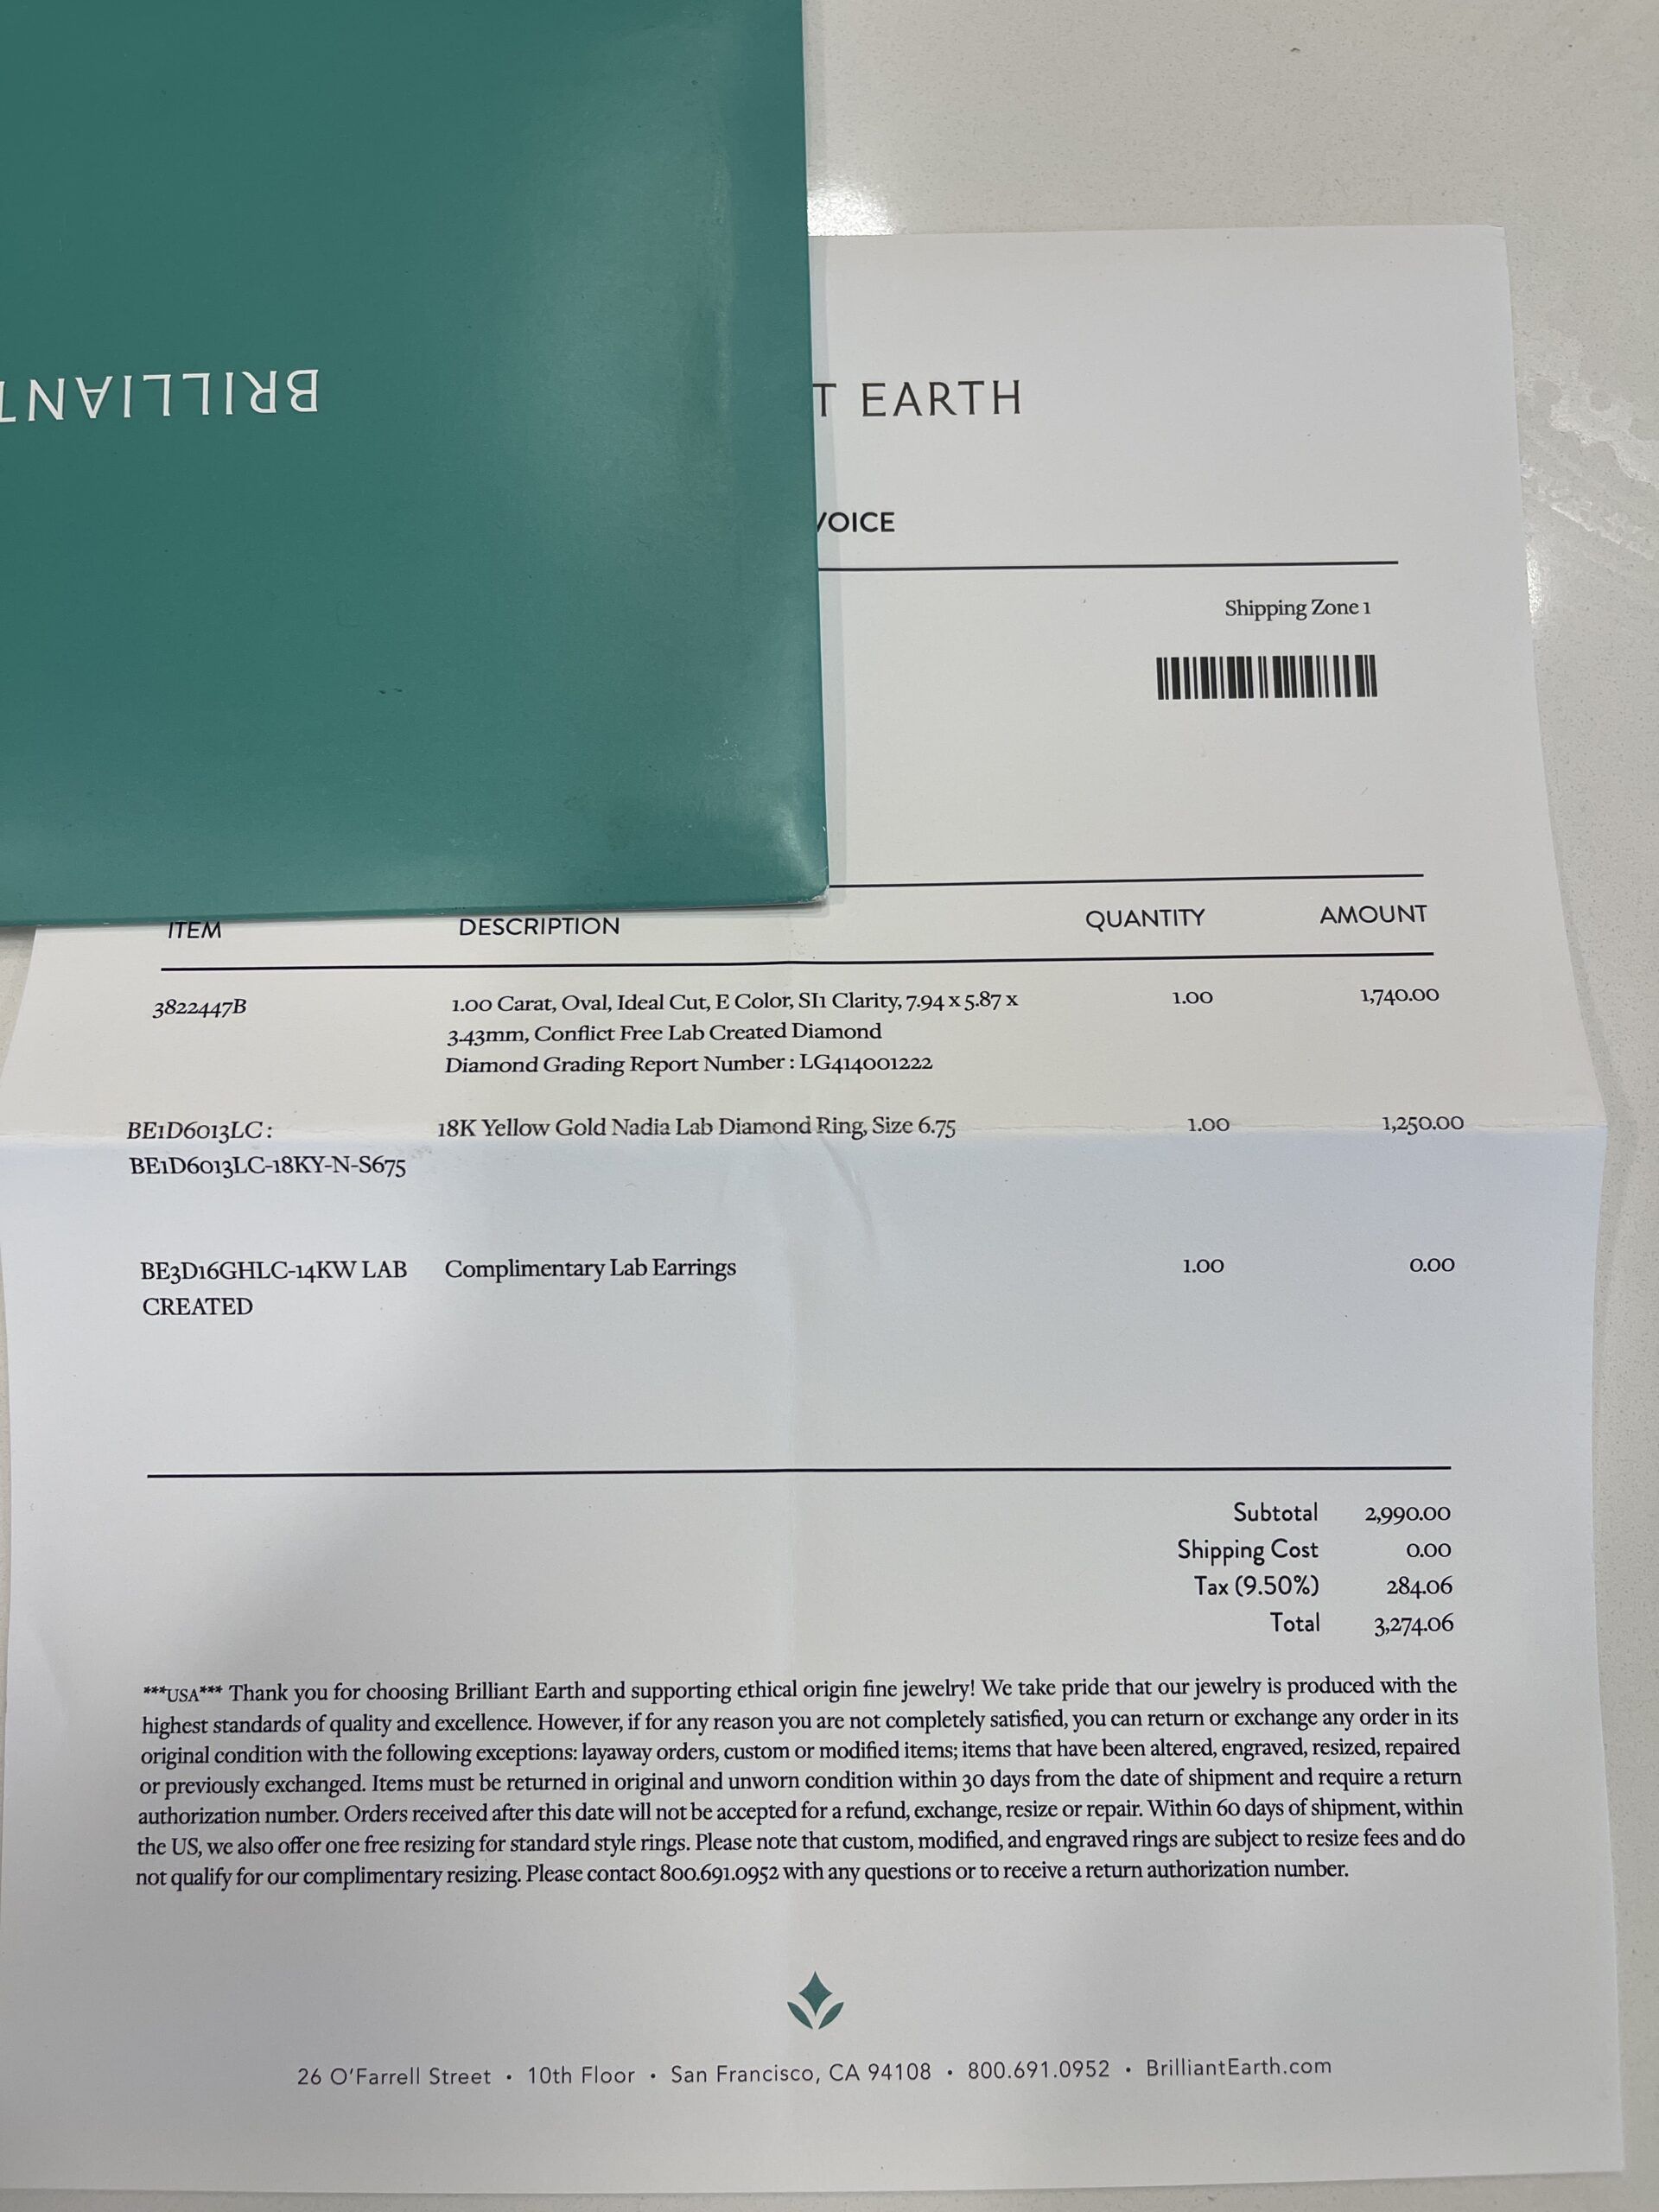 BRILLIANT
T EARTH
VOICE
Shipping Zone 1
ITEM DESCRIPTION QUANTITY AMOUNT
3822447B 1.00 Carat, Oval, Ideal Cut, E Color, SI1 Clarity, 7.94 x 5.87 x 1.00 1,740.00
3.43mm, Conflict Free Lab Created Diamond
Diamond Grading Report Number : LG414001222
BE1D6013LC : 18K Yellow Gold Nadia Lab Diamond Ring, Size 6.75 1.00 1,250.00
BE1D6013LC-18KY-N-S675
BE3D16GHLC-14KW LAB Complimentary Lab Earrings 1.00 0.00
CREATED
Subtotal 2,990.00
Shipping Cost 0.00
Tax (9.50%) 284.06
Total 3,274.06
***USA*** Thank you for choosing Brilliant Earth and supporting ethical origin fine jewelry! We take pride that our jewelry is produced with the
highest standards of quality and excellence. However, if for any reason you are not completely satisfied, you can return or exchange any order in its
original condition with the following exceptions: layaway orders, custom or modified items; items that have been altered, engraved, resized, repaired
or previously exchanged. Items must be returned in original and unworn condition within 30 days from the date of shipment and require a return
authorization number. Orders received after this date will not be accepted for a refund, exchange, resize or repair. Within 60 days of shipment, within
the US, we also offer one free resizing for standard style rings. Please note that custom, modified, and engraved rings are subject to resize fees and do
not qualify for our complimentary resizing. Please contact 800.691.0952 with any questions or to receive a return authorization number.
26 O'Farrell Street • 10th Floor • San Francisco, CA 94108 • 800.691.0952 • BrilliantEarth.com